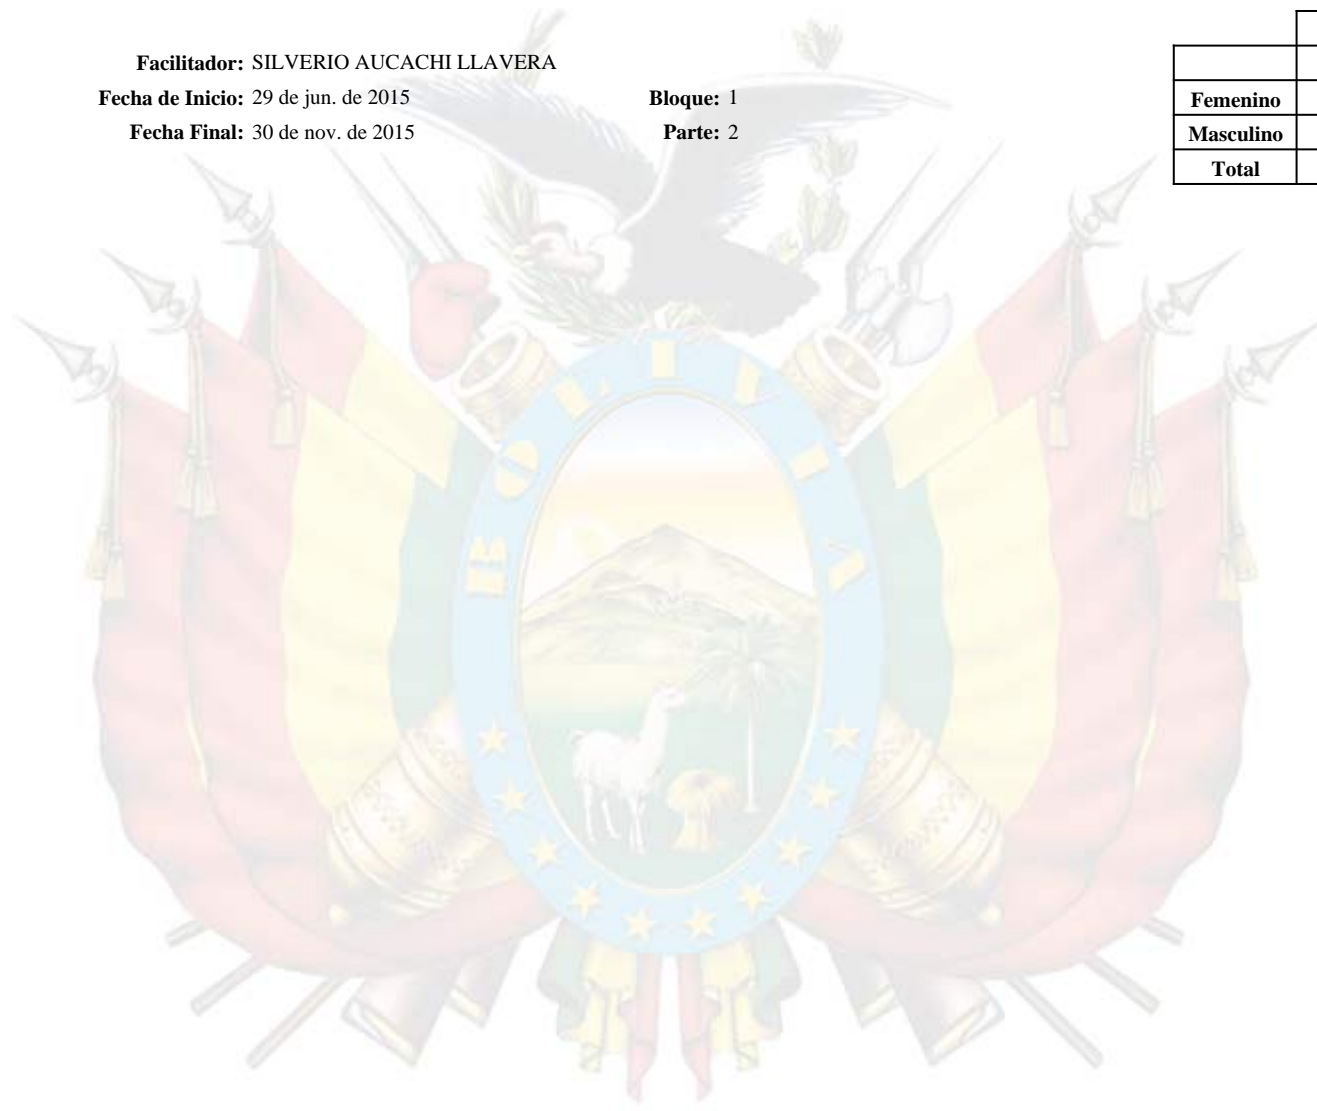 Facilitador: SILVERIO AUCACHI LLAVERA
Fecha de Inicio: 29 de jun. de 2015 Bloque: 1
Fecha Final: 30 de nov. de 2015 Parte: 2
Femenino
Masculino
Total
BOLIVIA